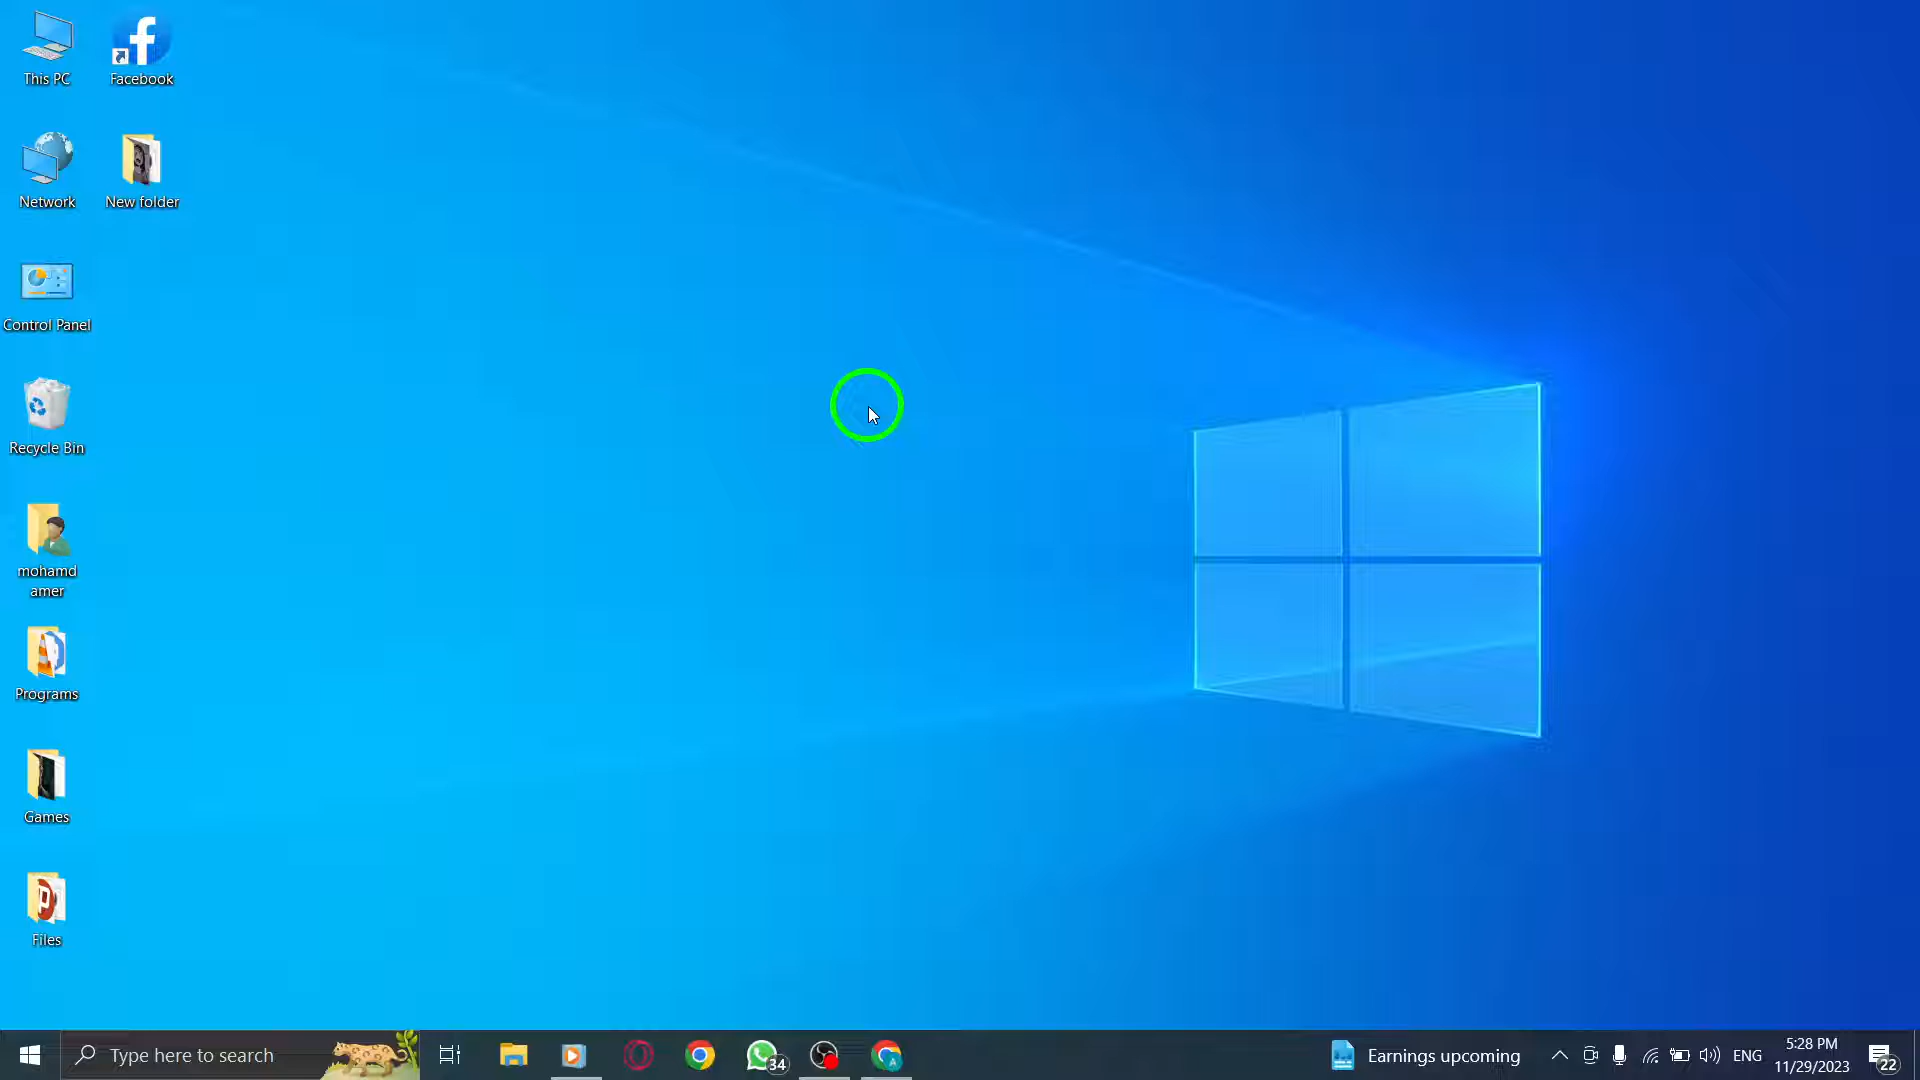 This PC
Facebook
Network
New folder
Control Panel
Recycle Bin
mohamd
amer
Programs
Games
Files
Type here to search
34
Earnings upcoming
ENG
5:28 PM
11/29/2023
22